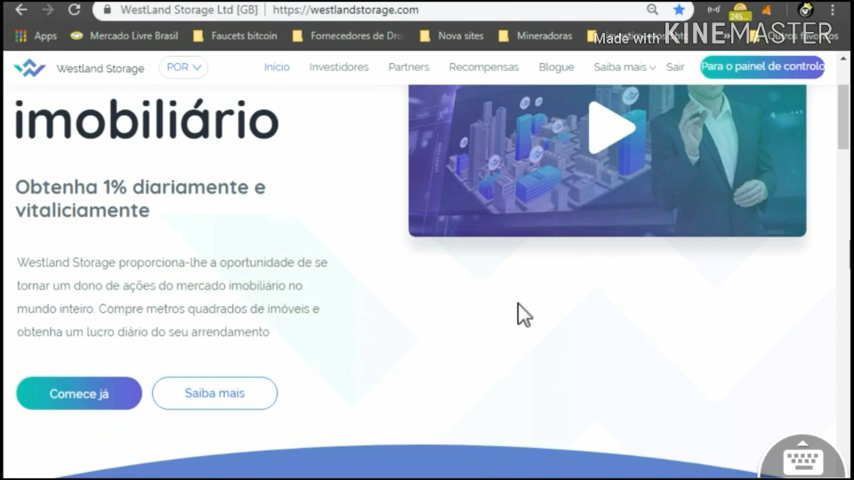 WestLand Storage Ltd [GB] https://westlandstorage.com
Apps Mercado Livre Brasil Faucets bitcoin Fornecedores de Dro Nova sites Mineradoras
Made with KINEMASTER
Westland Storage POR Início Investidores Partners Recompensas Blogue Saiba mais Sair Para o painel de controlo
imobiliário
Obtenha 1% diariamente e
vitaliciamente
Westland Storage proporciona-lhe a oportunidade de se
tornar um dono de ações do mercado imobiliário no
mundo inteiro. Compre metros quadrados de imóveis e
obtenha um lucro diário do seu arrendamento
Comece já Saiba mais